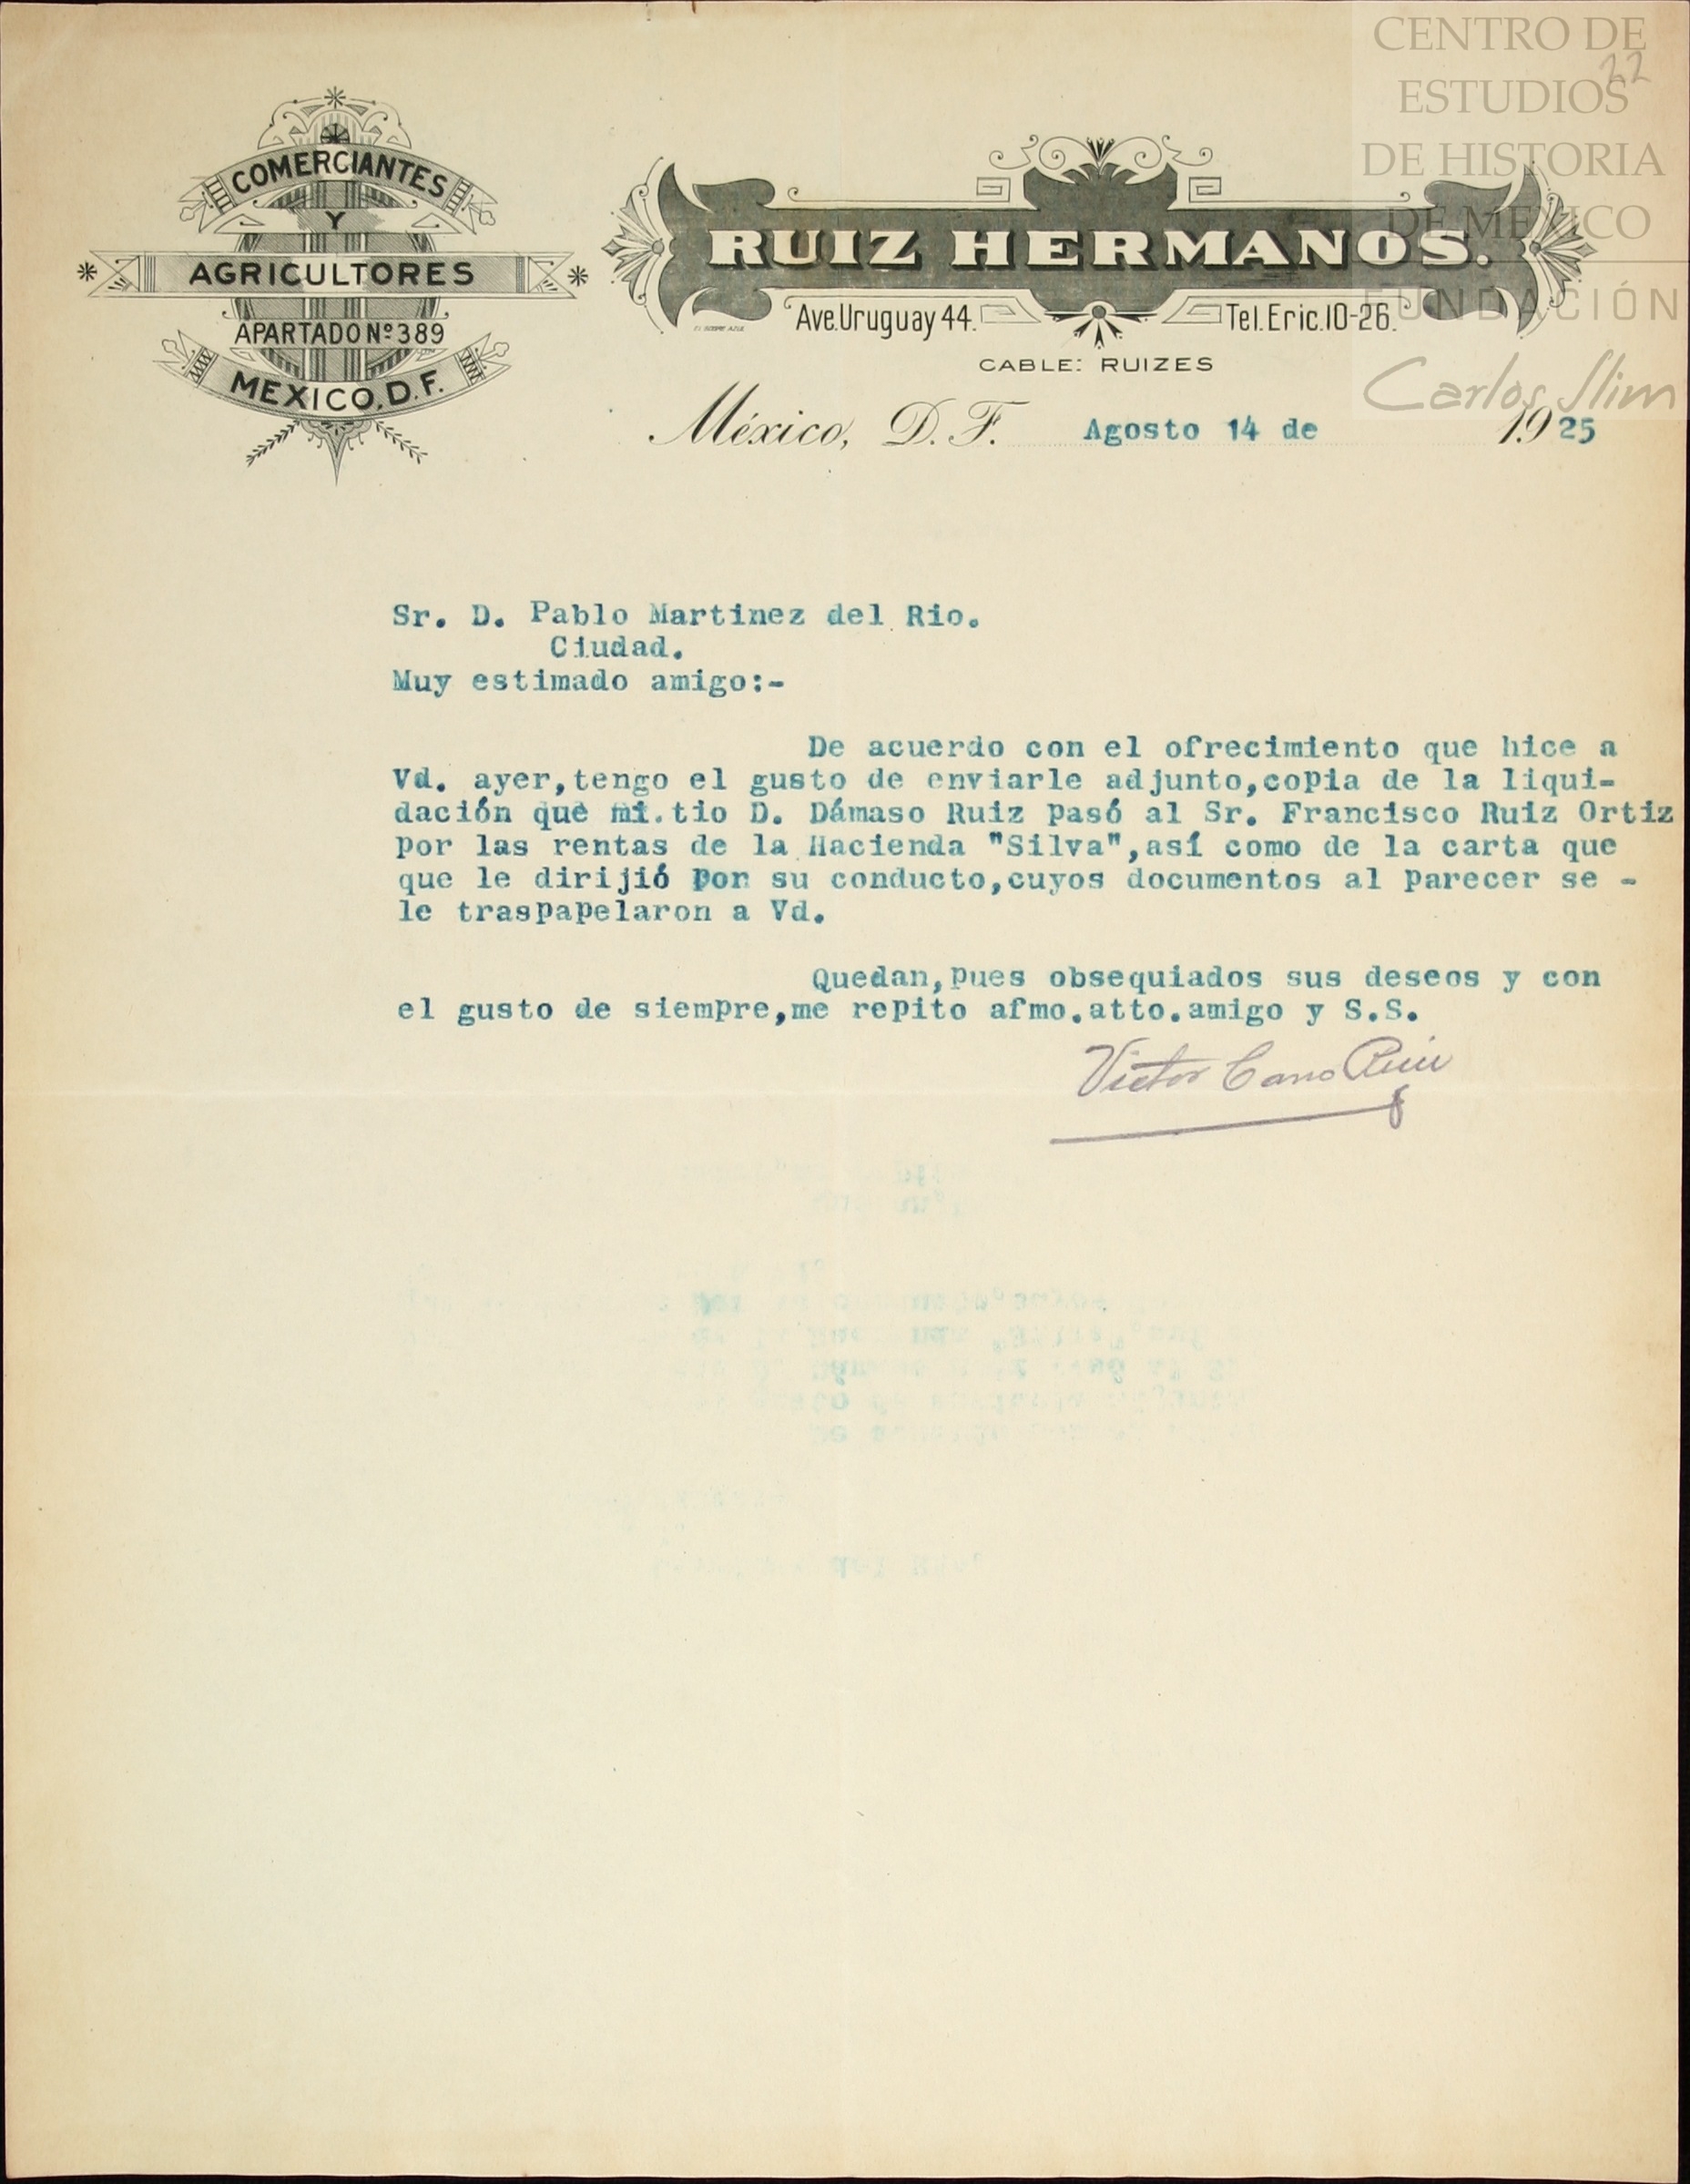 CENTRO DE
ESTUDIOS
DE HISTORIA
DE MÉXICO
FUNDACIÓN
Carlos Slim
22
COMERCIANTES
Y
AGRICULTORES
APARTADO Nº 389
MEXICO, D.F.
RUIZ HERMANOS.
EL SOBRE AZUL
Ave. Uruguay 44.
Tel. Eric. 10-26.
CABLE: RUIZES
México, D. F. Agosto 14 de 1925
Sr. D. Pablo Martinez del Rio.
Ciudad.
Muy estimado amigo:-
De acuerdo con el ofrecimiento que hice a
Vd. ayer,tengo el gusto de enviarle adjunto,copia de la liqui-
dación que mi.tio D. Dámaso Ruiz pasó al Sr. Francisco Ruiz Ortiz
por las rentas de la Hacienda "Silva",así como de la carta que
que le dirijió por su conducto,cuyos documentos al parecer se -
le traspapelaron a Vd.
Quedan,pues obsequiados sus deseos y con
el gusto de siempre,me repito afmo.atto.amigo y S.S.
Victor Cano Ruiz